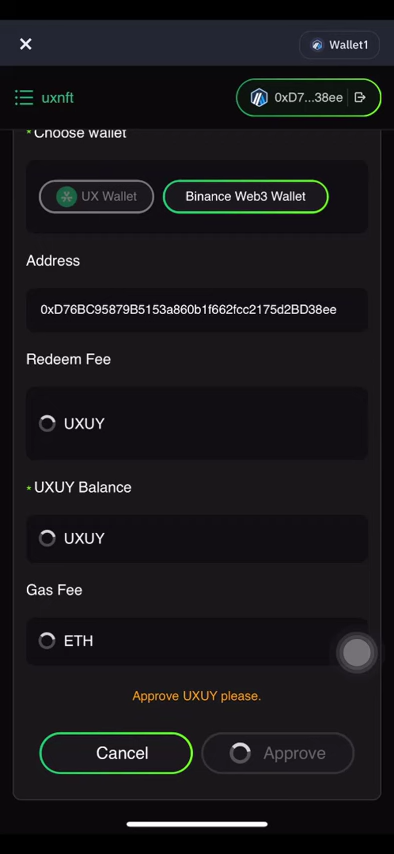 Wallet1
uxnft
0xD7...38ee
*Choose wallet
UX Wallet
Binance Web3 Wallet
Address
0xD76BC95879B5153a860b1f662fcc2175d2BD38ee
Redeem Fee
UXUY
*UXUY Balance
UXUY
Gas Fee
ETH
Approve UXUY please.
Cancel
Approve